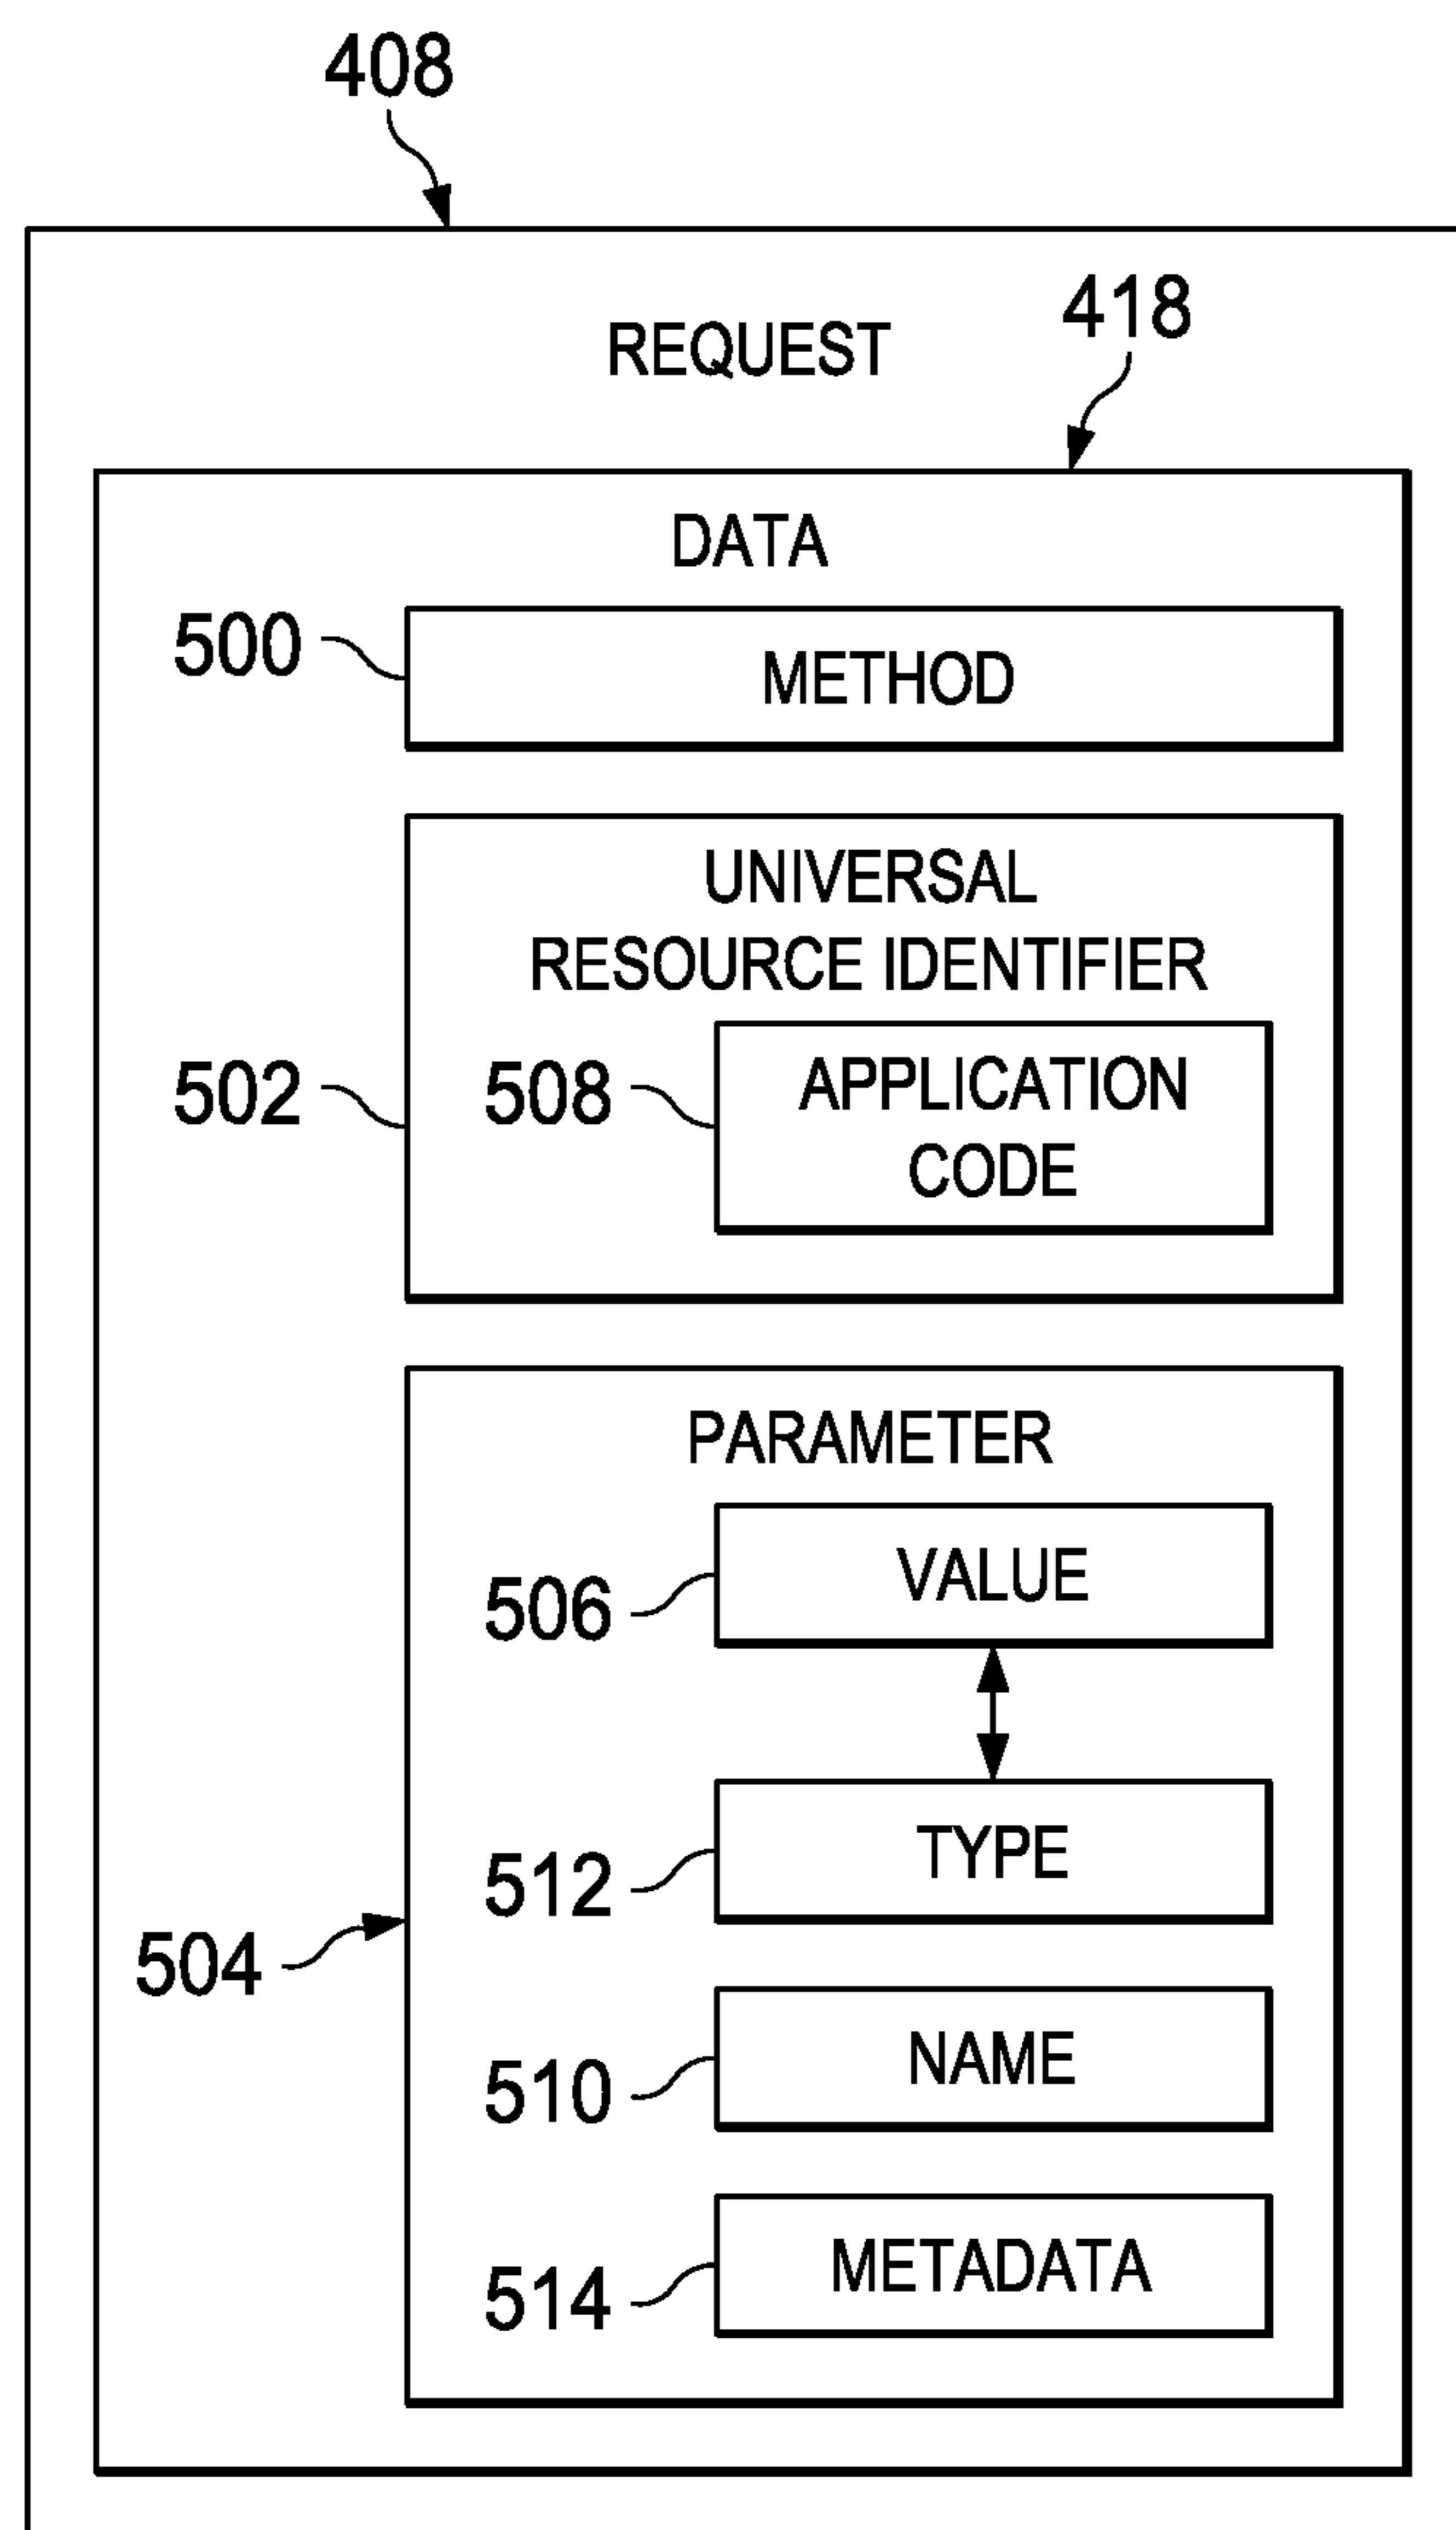 408
REQUEST
418
DATA
500
METHOD
UNIVERSAL
RESOURCE IDENTIFIER
502
508
APPLICATION
CODE
PARAMETER
506
VALUE
512
TYPE
504
510
NAME
514
METADATA